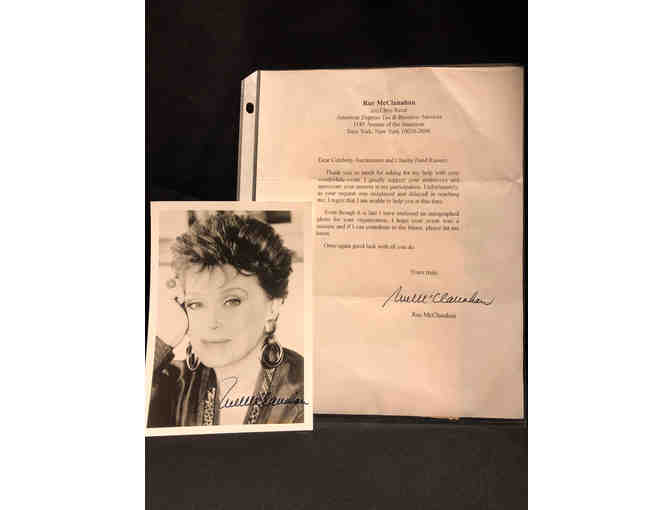 Rue McClanahan
American Express Tax & Business Services
1185 Avenue of the Americas
New York, New York 10036-2698
Dear Celebrity Auctioneers and Charity Fund Raisers:
Thank you so much for asking for my help with your
worthwhile event. I greatly support your endeavors and
appreciate your interest in my participation. Unfortunately,
as your request was misplaced and delayed in reaching
me, I regret that I am unable to help you at this time.
Even though it is late I have enclosed an autographed
photo for your organization. I hope your event was a
success and if I can contribute in the future, please let me
know.
Once again good luck with all you do.
Yours truly,
Rue McClanahan
Rue McClanahan
Rue McClanahan